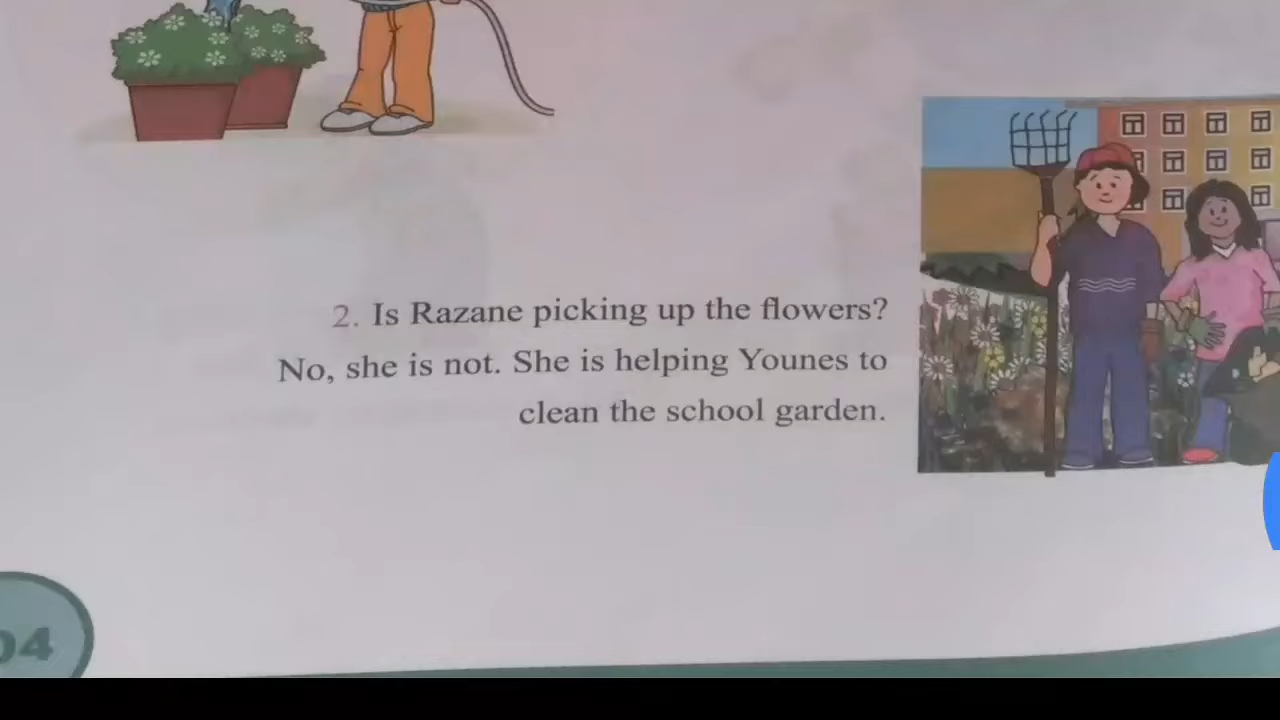 2. Is Razane picking up the flowers?
No, she is not. She is helping Younes to
clean the school garden.
04